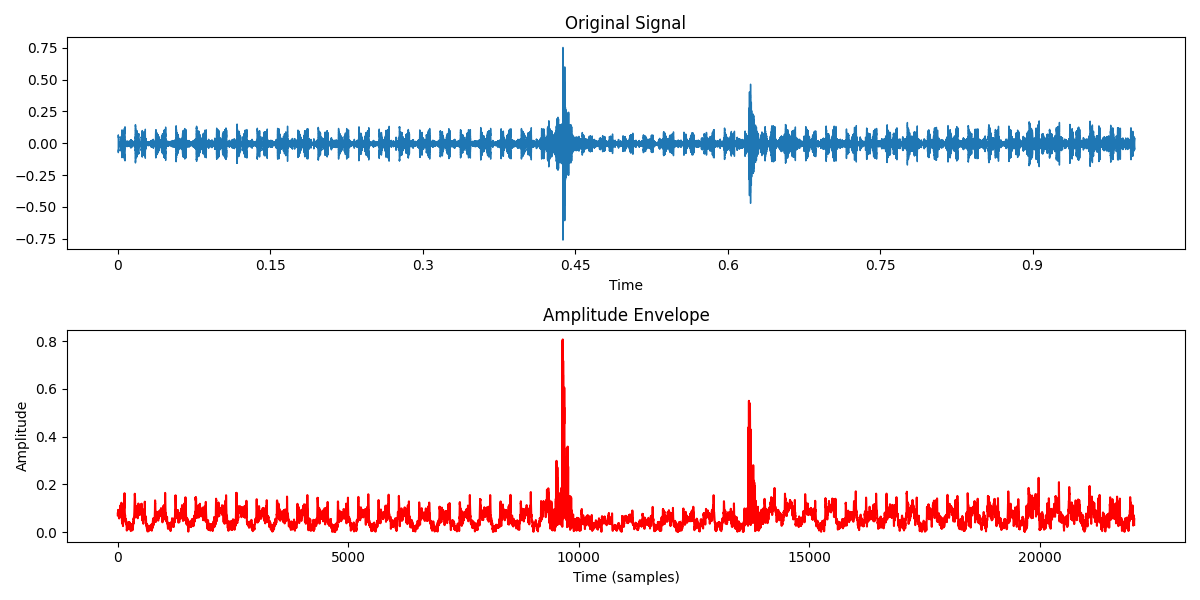 Original Signal
0.75
0.50
0.25
0.00
−0.25
−0.50
−0.75
0 0.15 0.3 0.45 0.6 0.75 0.9
Time
Amplitude Envelope
0.8
0.6
0.4
0.2
0.0
Amplitude
0 5000 10000 15000 20000
Time (samples)